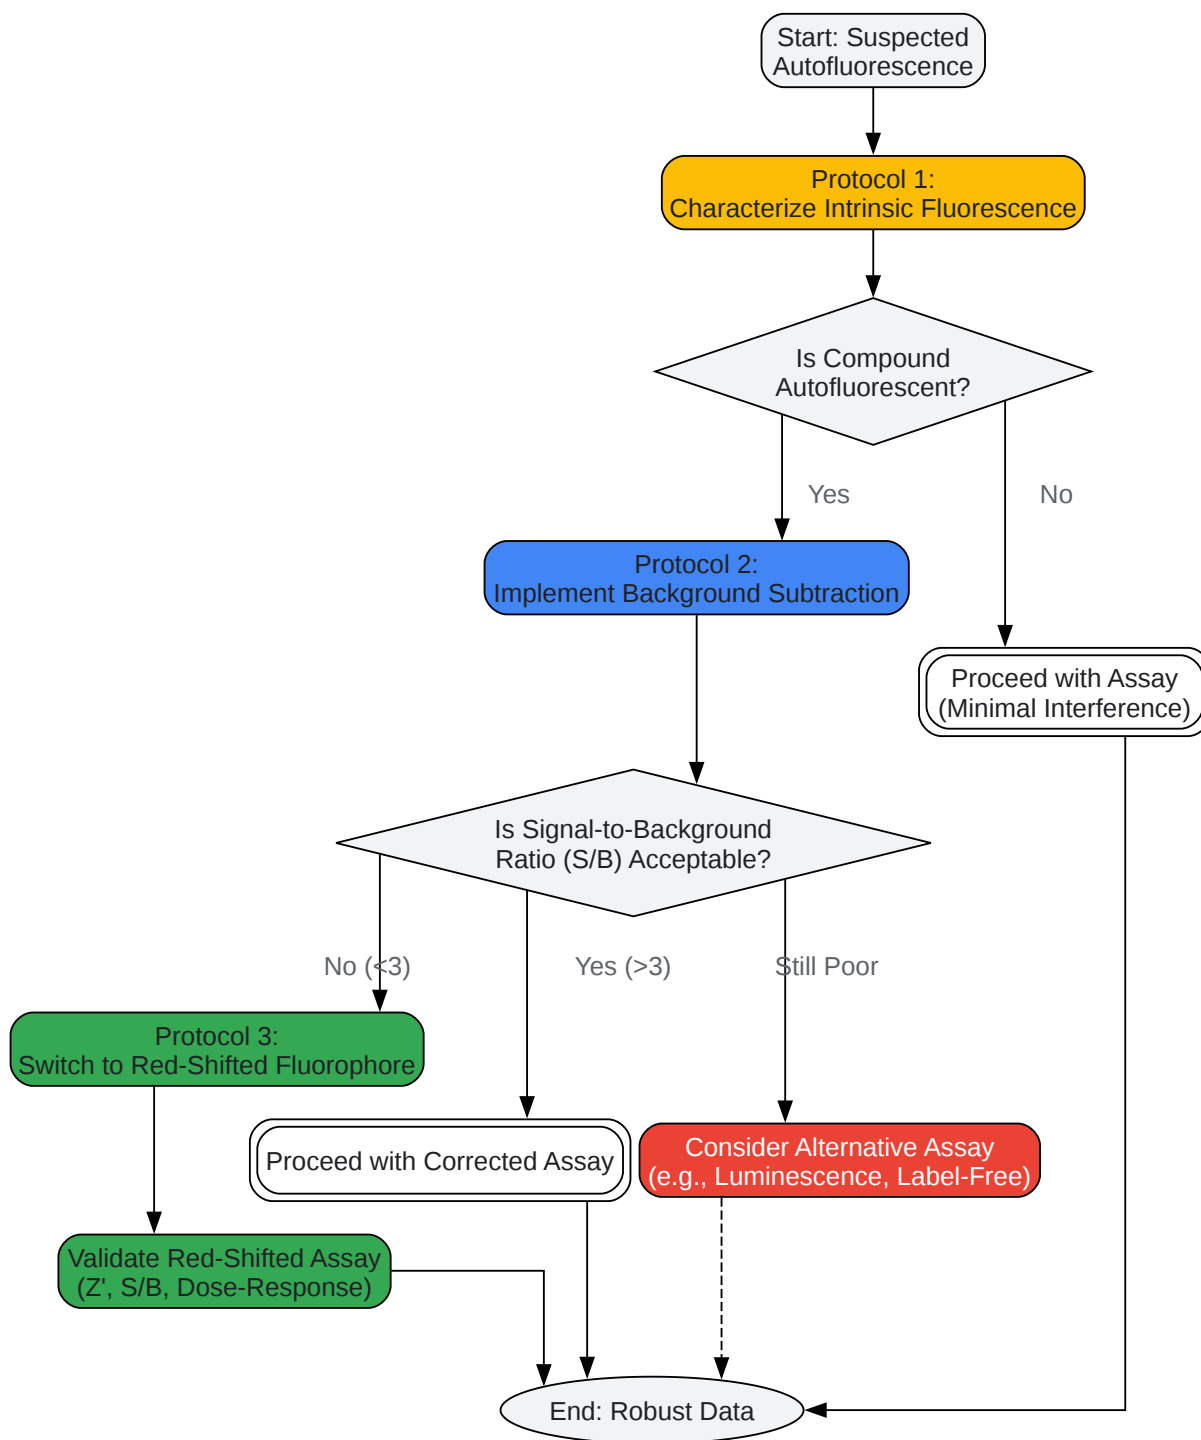 Start: Suspected
Autofluorescence
Protocol 1:
Characterize Intrinsic Fluorescence
Is Compound
Autofluorescent?
Yes
No
Protocol 2:
Implement Background Subtraction
Proceed with Assay
(Minimal Interference)
Is Signal-to-Background
Ratio (S/B) Acceptable?
No (<3)
Yes (>3)
Still Poor
Protocol 3:
Switch to Red-Shifted Fluorophore
Proceed with Corrected Assay
Consider Alternative Assay
(e.g., Luminescence, Label-Free)
Validate Red-Shifted Assay
(Z', S/B, Dose-Response)
End: Robust Data